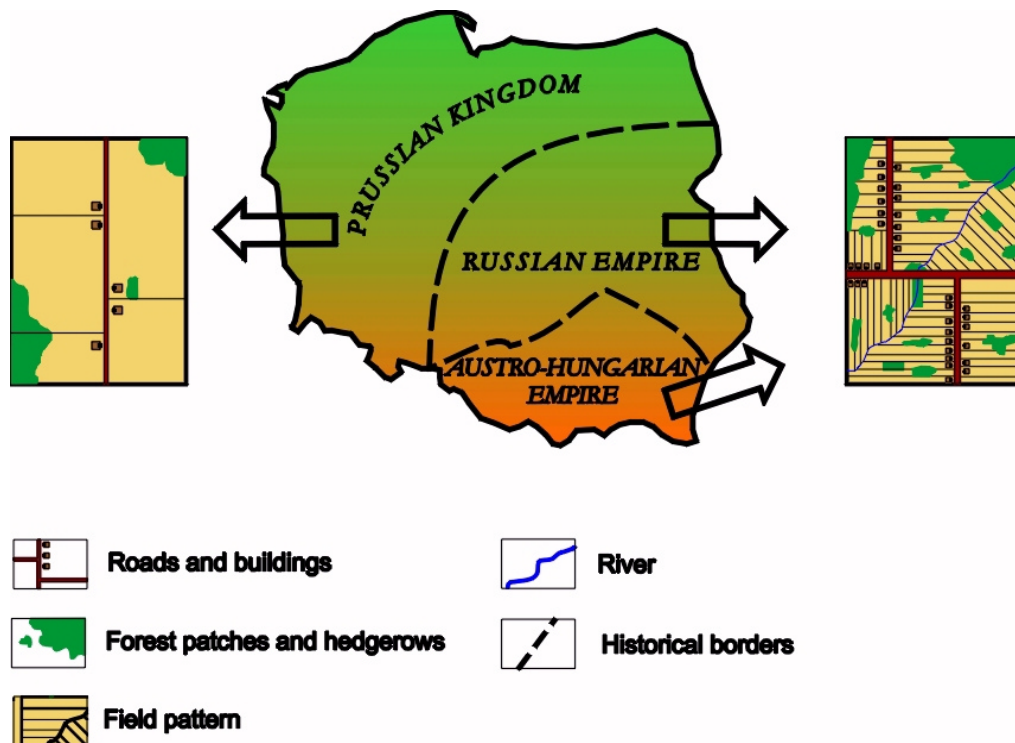 PRUSSIAN KINGDOM
RUSSIAN EMPIRE
AUSTRO-HUNGARIAN
EMPIRE
Roads and buildings
River
Forest patches and hedgerows
Historical borders
Field pattern